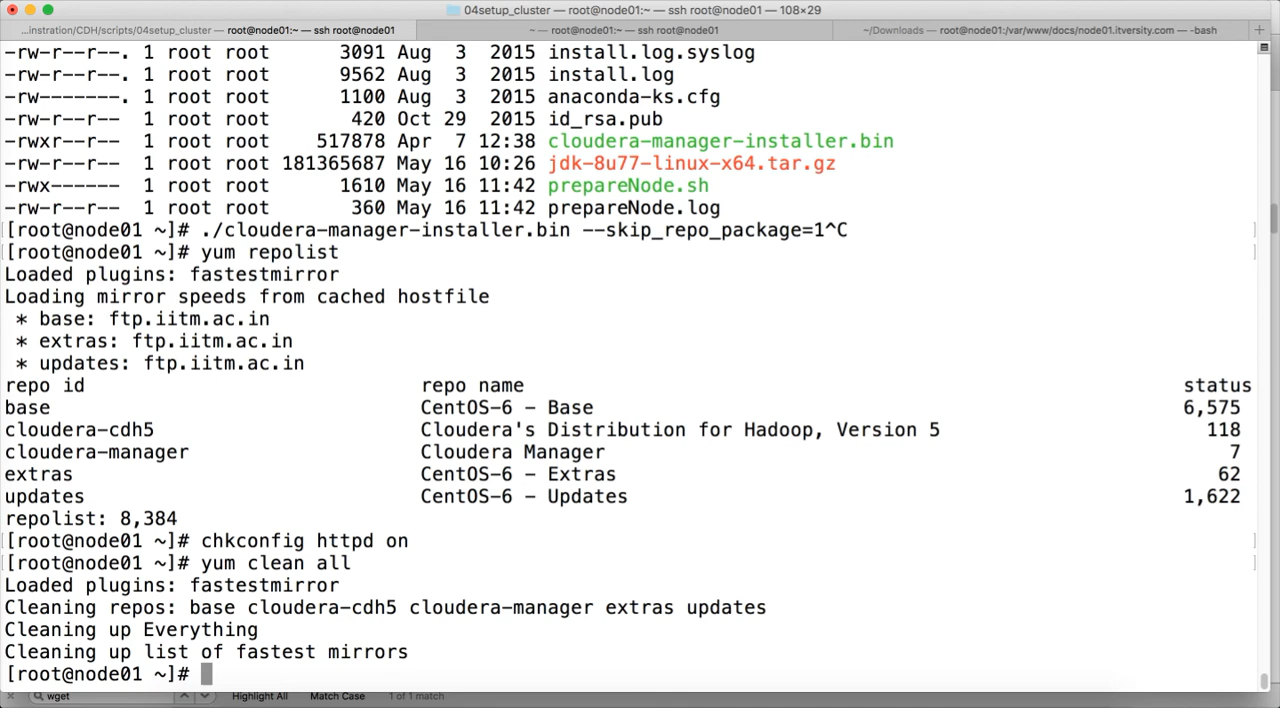 04setup_cluster — root@node01:~ — ssh root@node01 — 108×29
...instration/CDH/scripts/04setup_cluster — root@node01:~ — ssh root@node01
~ — root@node01:~ — ssh root@node01
~/Downloads — root@node01:/var/www/docs/node01.itversity.com — -bash
-rw-r--r--. 1 root root 3091 Aug 3 2015 install.log.syslog
-rw-r--r--. 1 root root 9562 Aug 3 2015 install.log
-rw-------. 1 root root 1100 Aug 3 2015 anaconda-ks.cfg
-rw-r--r-- 1 root root 420 Oct 29 2015 id_rsa.pub
-rwxr--r-- 1 root root 517878 Apr 7 12:38 cloudera-manager-installer.bin
-rw-r--r-- 1 root root 181365687 May 16 10:26 jdk-8u77-linux-x64.tar.gz
-rwx------ 1 root root 1610 May 16 11:42 prepareNode.sh
-rw-r--r-- 1 root root 360 May 16 11:42 prepareNode.log
[root@node01 ~]# ./cloudera-manager-installer.bin --skip_repo_package=1^C
[root@node01 ~]# yum repolist
Loaded plugins: fastestmirror
Loading mirror speeds from cached hostfile
* base: ftp.iitm.ac.in
* extras: ftp.iitm.ac.in
* updates: ftp.iitm.ac.in
repo id repo name status
base CentOS-6 - Base 6,575
cloudera-cdh5 Cloudera's Distribution for Hadoop, Version 5 118
cloudera-manager Cloudera Manager 7
extras CentOS-6 - Extras 62
updates CentOS-6 - Updates 1,622
repolist: 8,384
[root@node01 ~]# chkconfig httpd on
[root@node01 ~]# yum clean all
Loaded plugins: fastestmirror
Cleaning repos: base cloudera-cdh5 cloudera-manager extras updates
Cleaning up Everything
Cleaning up list of fastest mirrors
[root@node01 ~]#
wget Highlight All Match Case 1 of 1 match